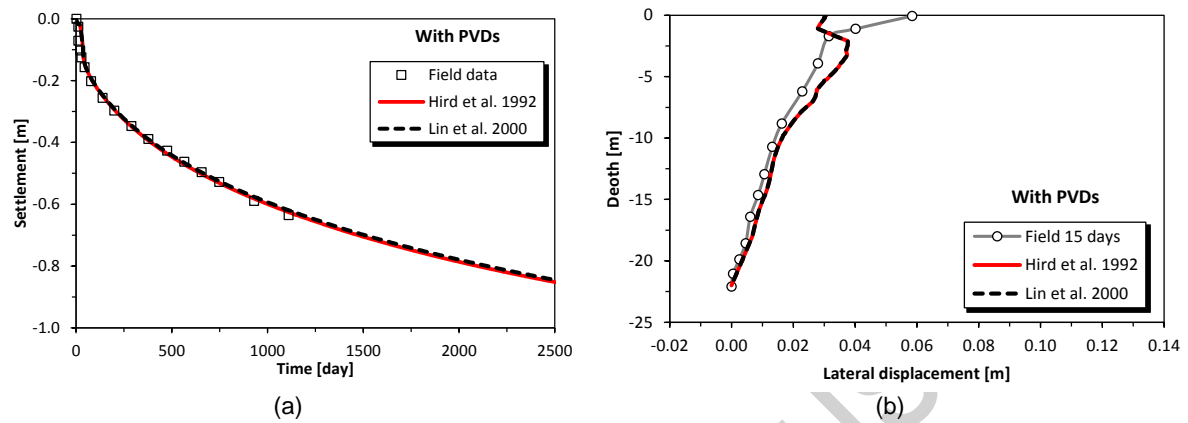 With PVDs
Field data
Hird et al. 1992
Lin et al. 2000
Settlement [m]
0.0
-0.2
-0.4
-0.6
-0.8
-1.0
0 500 1000 1500 2000 2500
Time [day]
(a)
Deoth [m]
0
-5
-10
-15
-20
-25
With PVDs
Field 15 days
Hird et al. 1992
Lin et al. 2000
-0.02 0.00 0.02 0.04 0.06 0.08 0.10 0.12 0.14
Lateral displacement [m]
(b)